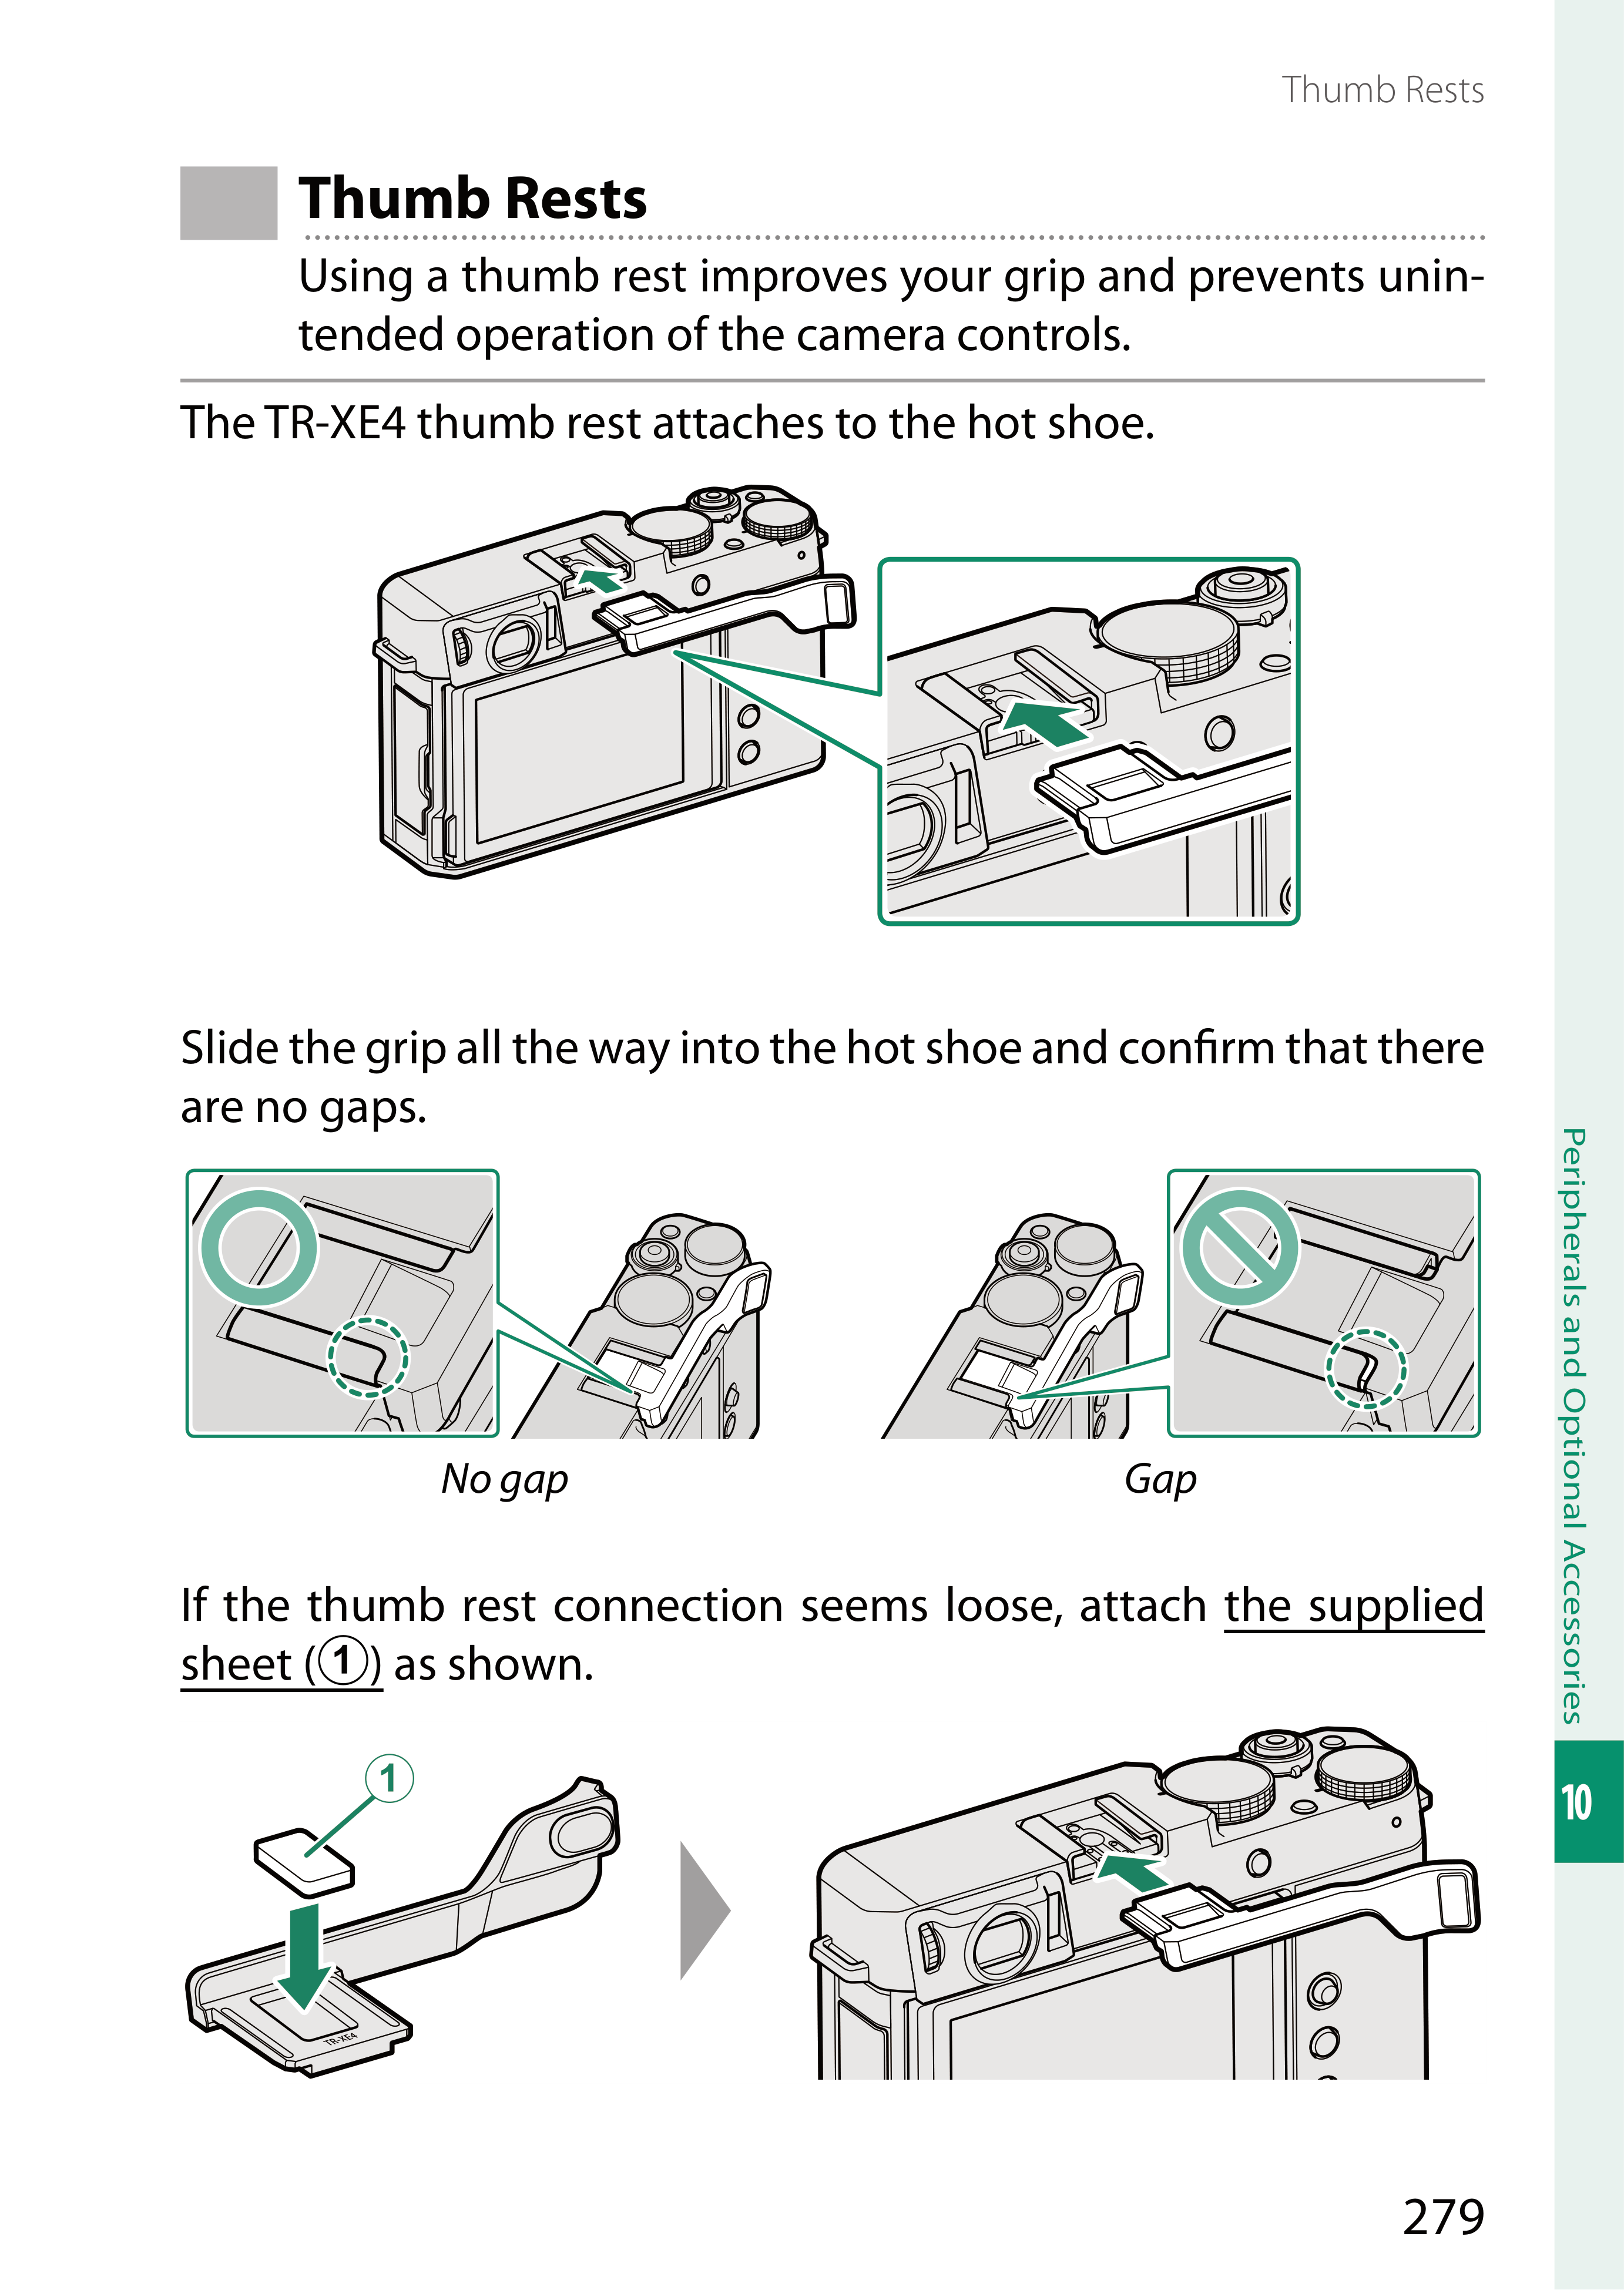 Thumb Rests
Thumb Rests
Using a thumb rest improves your grip and prevents unin-
tended operation of the camera controls.
The TR-XE4 thumb rest attaches to the hot shoe.
Slide the grip all the way into the hot shoe and confirm that there
are no gaps.
No gap
Gap
If the thumb rest connection seems loose, attach the supplied
sheet (①) as shown.
①
TR-XE4
Peripherals and Optional Accessories
10
279